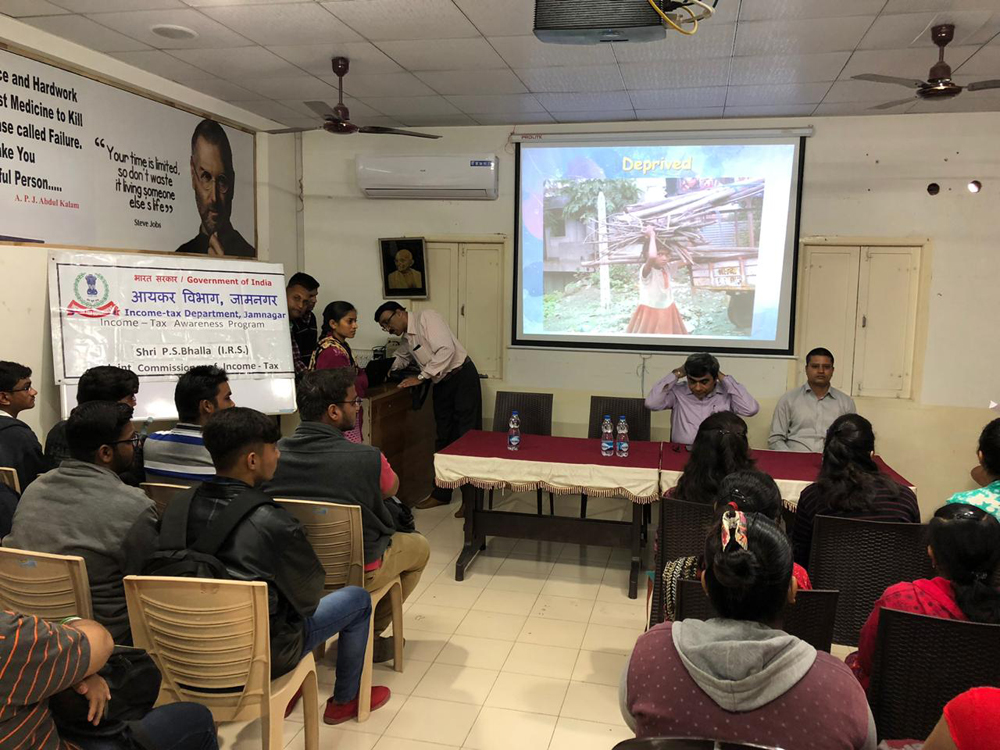 ce and Hardwork
st Medicine to Kill
ase called Failure.
ake You
ful Person.....
A. P. J. Abdul Kalam
“Your time is limited,
so don't waste
it living someone
else's life”
Steve Jobs
भारत सरकार / Government of India
आयकर विभाग, जामनगर
Income-tax Department, Jamnagar
Income – Tax Awareness Program
Shri P.S.Bhalla (I.R.S.)
int Commissioner Income - Tax
Deprived